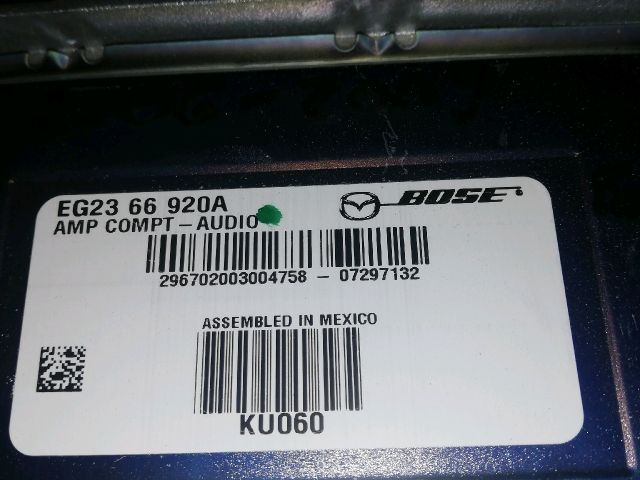 EG23 66 920A
BOSE
AMP COMPT-AUDIO
296702003004758 - 07297132
ASSEMBLED IN MEXICO
KU060